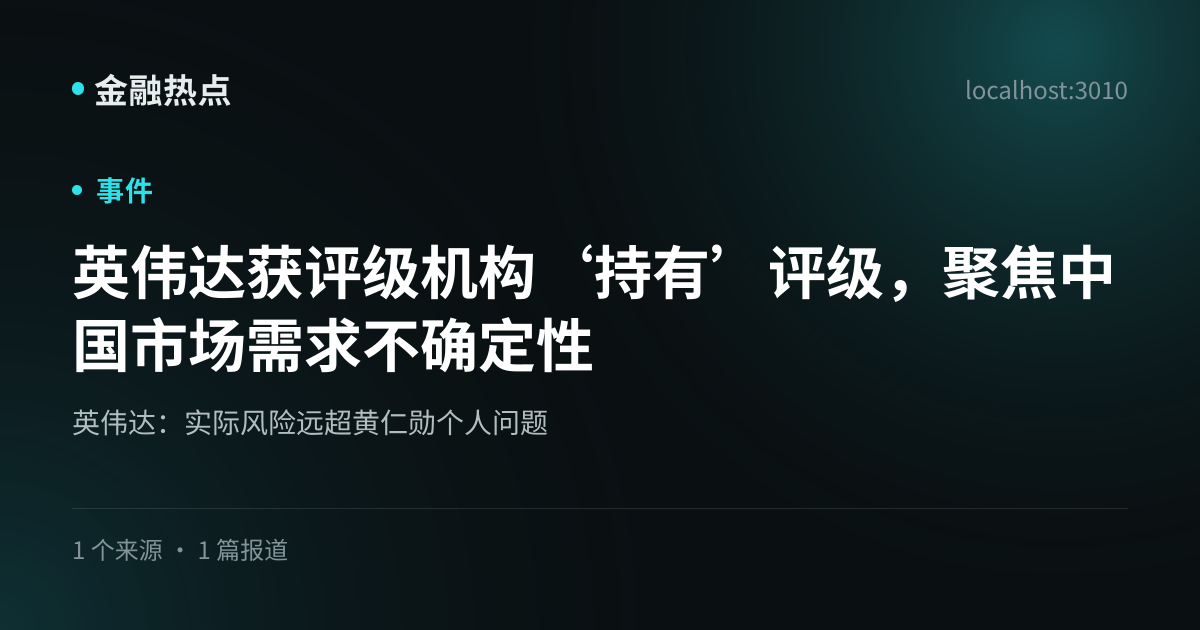 金融热点
localhost:3010
事件
英伟达获评级机构 ‘持有’ 评级，聚焦中
国市场需求不确定性
英伟达：实际风险远超黄仁勋个人问题
1 个来源 · 1 篇报道